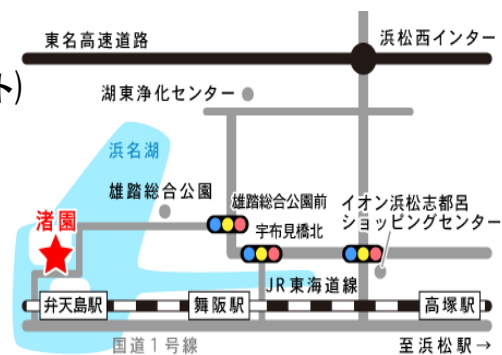 東名高速道路
浜松西インター
ト)
湖東浄化センター
浜名湖
雄踏総合公園
雄踏総合公園前
イオン浜松志都呂
ショッピングセンター
渚園
宇布見橋北
JR東海道線
弁天島駅
舞阪駅
高塚駅
国道1号線
至浜松駅→